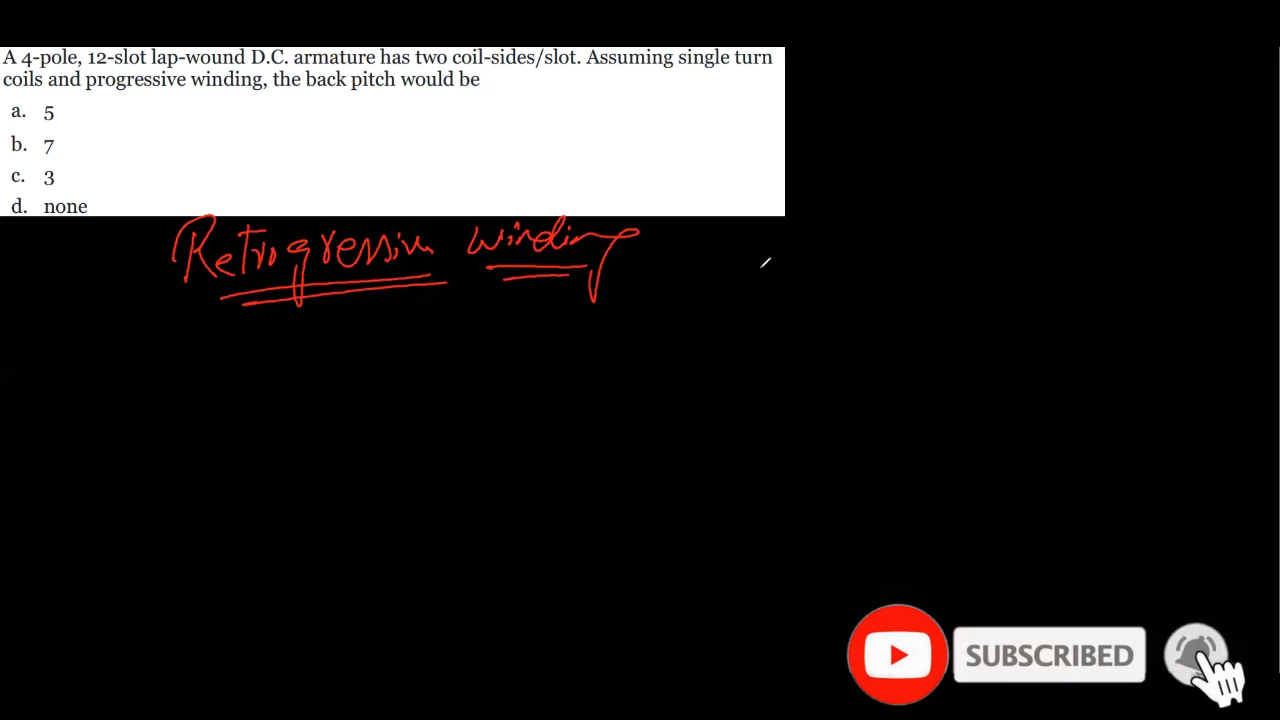 A 4-pole, 12-slot lap-wound D.C. armature has two coil-sides/slot. Assuming single turn
coils and progressive winding, the back pitch would be
a. 5
b. 7
c. 3
d. none
Retrogressive winding
SUBSCRIBED